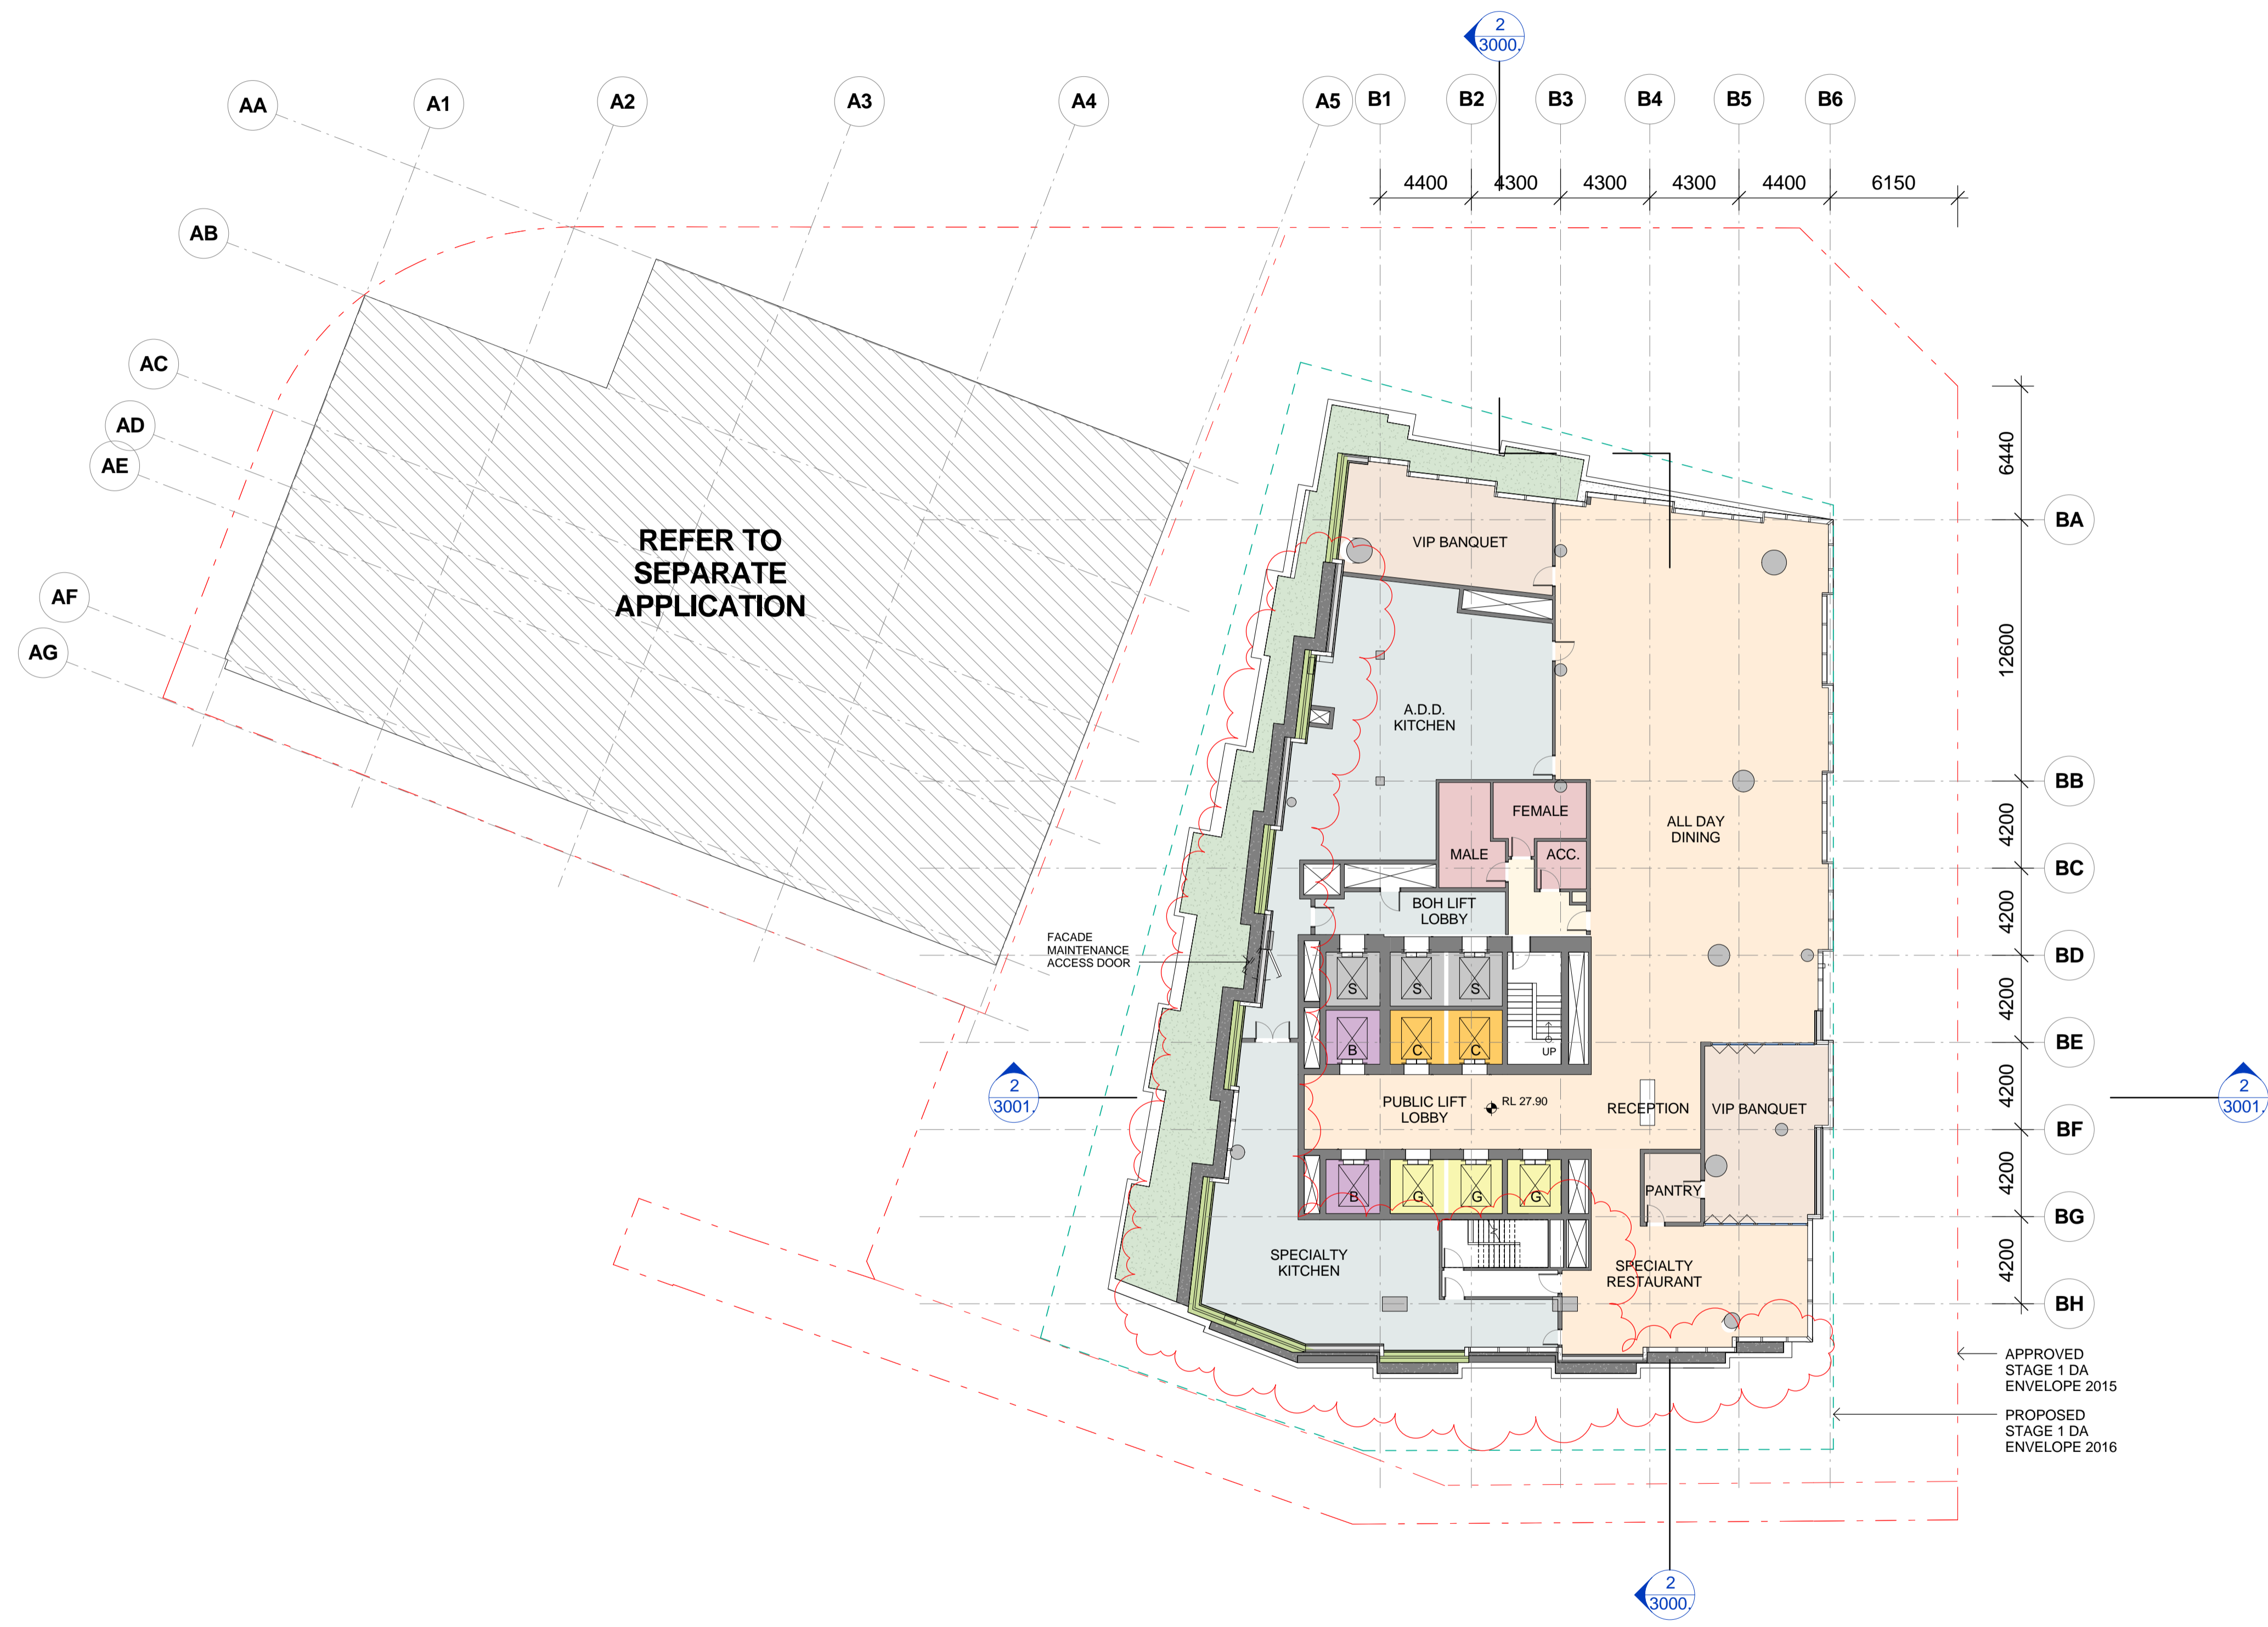 2
3000.
AA
A1
A2
A3
A4
A5
B1
B2
B3
B4
B5
B6
4400
4300
4300
4300
4400
6150
AB
AC
AD
AE
AF
AG
REFER TO
SEPARATE
APPLICATION
6440
BA
12600
BB
4200
BC
4200
BD
4200
BE
4200
BF
4200
BG
4200
BH
VIP BANQUET
A.D.D.
KITCHEN
ALL DAY
DINING
FEMALE
MALE
ACC.
BOH LIFT
LOBBY
FACADE
MAINTENANCE
ACCESS DOOR
S
S
S
B
C
C
UP
PUBLIC LIFT
LOBBY
RL 27.90
RECEPTION
VIP BANQUET
2
3001.
2
3001.
B
G
G
G
PANTRY
SPECIALTY
KITCHEN
SPECIALTY
RESTAURANT
APPROVED
STAGE 1 DA
ENVELOPE 2015
PROPOSED
STAGE 1 DA
ENVELOPE 2016
2
3000.